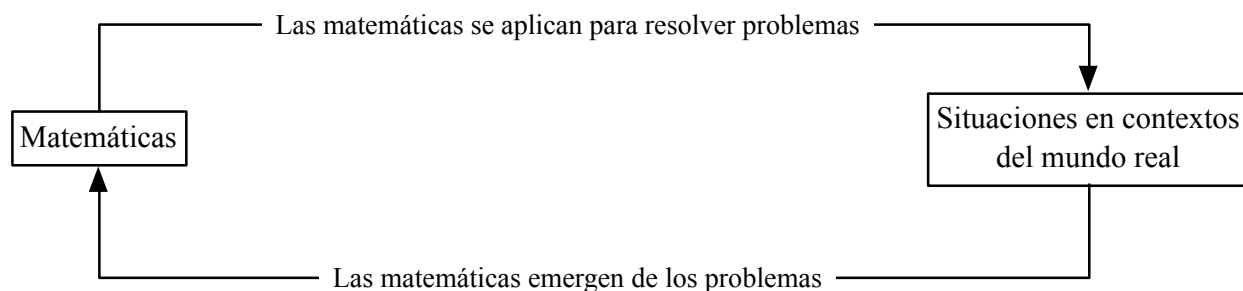 Las matemáticas se aplican para resolver problemas
Matemáticas
Situaciones en contextos
del mundo real
Las matemáticas emergen de los problemas